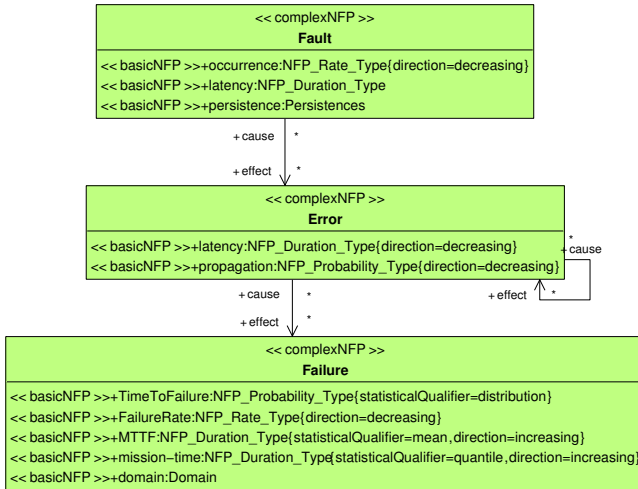 << complexNFP >>
Fault
<< basicNFP >>+occurrence:NFP_Rate_Type{direction=decreasing}
<< basicNFP >>+latency:NFP_Duration_Type
<< basicNFP >>+persistence:Persistences
+ cause *
+ effect *
<< complexNFP >>
Error
<< basicNFP >>+latency:NFP_Duration_Type{direction=decreasing}
<< basicNFP >>+propagation:NFP_Probability_Type{direction=decreasing}
*
+ cause
+ effect *
+ cause *
+ effect *
<< complexNFP >>
Failure
<< basicNFP >>+TimeToFailure:NFP_Probability_Type{statisticalQualifier=distribution}
<< basicNFP >>+FailureRate:NFP_Rate_Type{direction=decreasing}
<< basicNFP >>+MTTF:NFP_Duration_Type{statisticalQualifier=mean,direction=increasing}
<< basicNFP >>+mission−time:NFP_Duration_Type{statisticalQualifier=quantile,direction=increasing}
<< basicNFP >>+domain:Domain